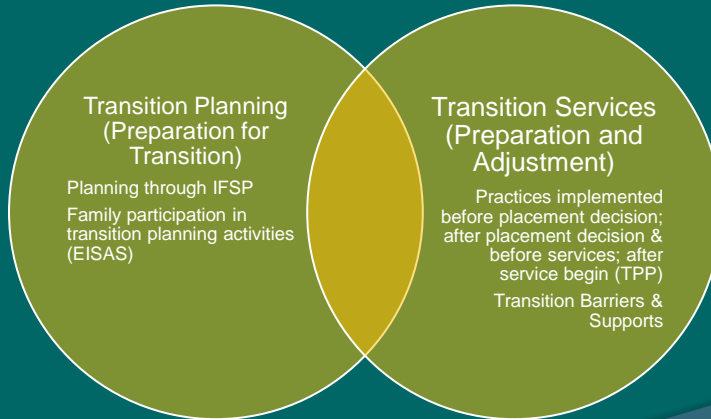 Transition Planning
(Preparation for
Transition)
Planning through IFSP
Family participation in
transition planning activities
(EISAS)
Transition Services
(Preparation and
Adjustment)
Practices implemented
before placement decision;
after placement decision &
before services; after
service begin (TPP)
Transition Barriers &
Supports